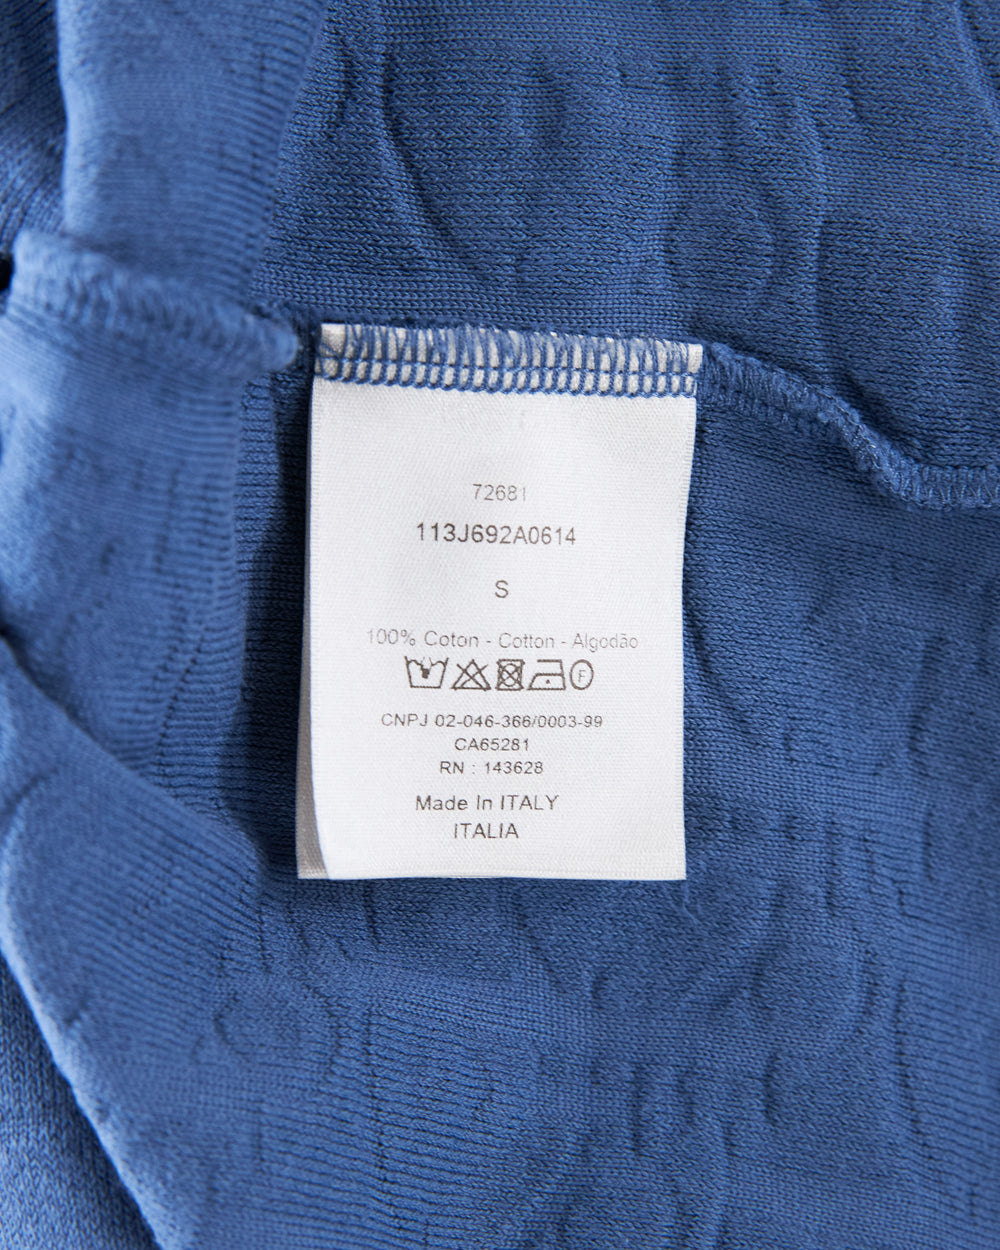 72681
113J692A0614
S
100% Coton - Cotton - Algodão
F
CNPJ 02-046-366/0003-99
CA65281
RN : 143628
Made In ITALY
ITALIA